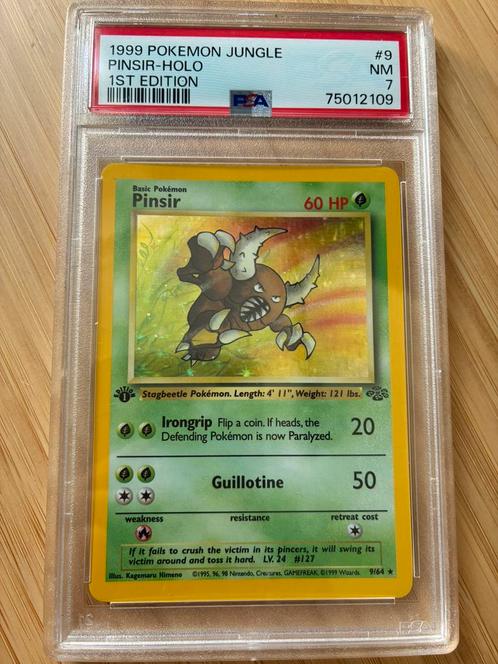 1999 POKEMON JUNGLE #9
PINSIR-HOLO NM
1ST EDITION 7
PSA 75012109
Basic Pokémon
Pinsir 60 HP
EDITION
1
Stagbeetle Pokémon. Length: 4' 11", Weight: 121 lbs.
Irongrip Flip a coin. If heads, the
Defending Pokémon is now Paralyzed.
20
Guillotine 50
weakness resistance retreat cost
If it fails to crush the victim in its pincers, it will swing its
victim around and toss it hard. LV. 24 #127
Illus. Kagemaru Himeno ©1995, 96, 98 Nintendo, Creatures, GAMEFREAK. ©1999 Wizards. 9/64 ★
PSA